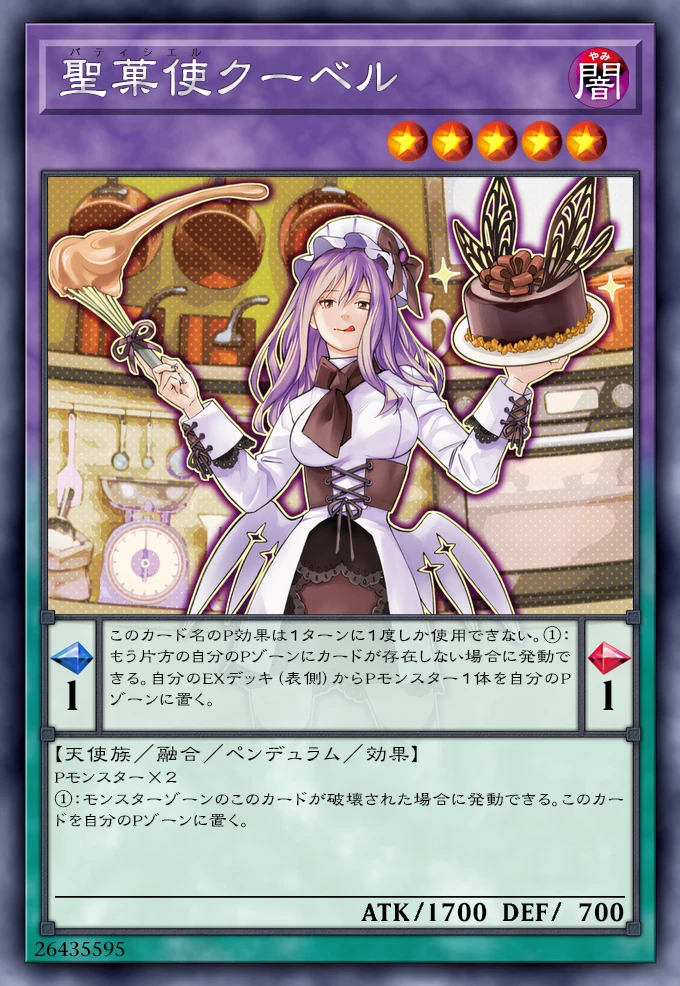 パティシエル
聖菓使クーベル
やみ
闇
このカード名のP効果は1ターンに1度しか使用できない。①:
もう片方の自分のPゾーンにカードが存在しない場合に発動で
きる。自分のEXデッキ(表側)からPモンスター1体を自分のP
ゾーンに置く。
1
1
【天使族/融合/ペンデュラム/効果】
Pモンスター×2
①:モンスターゾーンのこのカードが破壊された場合に発動できる。このカー
ドを自分のPゾーンに置く。
ATK/1700 DEF/ 700
26435595